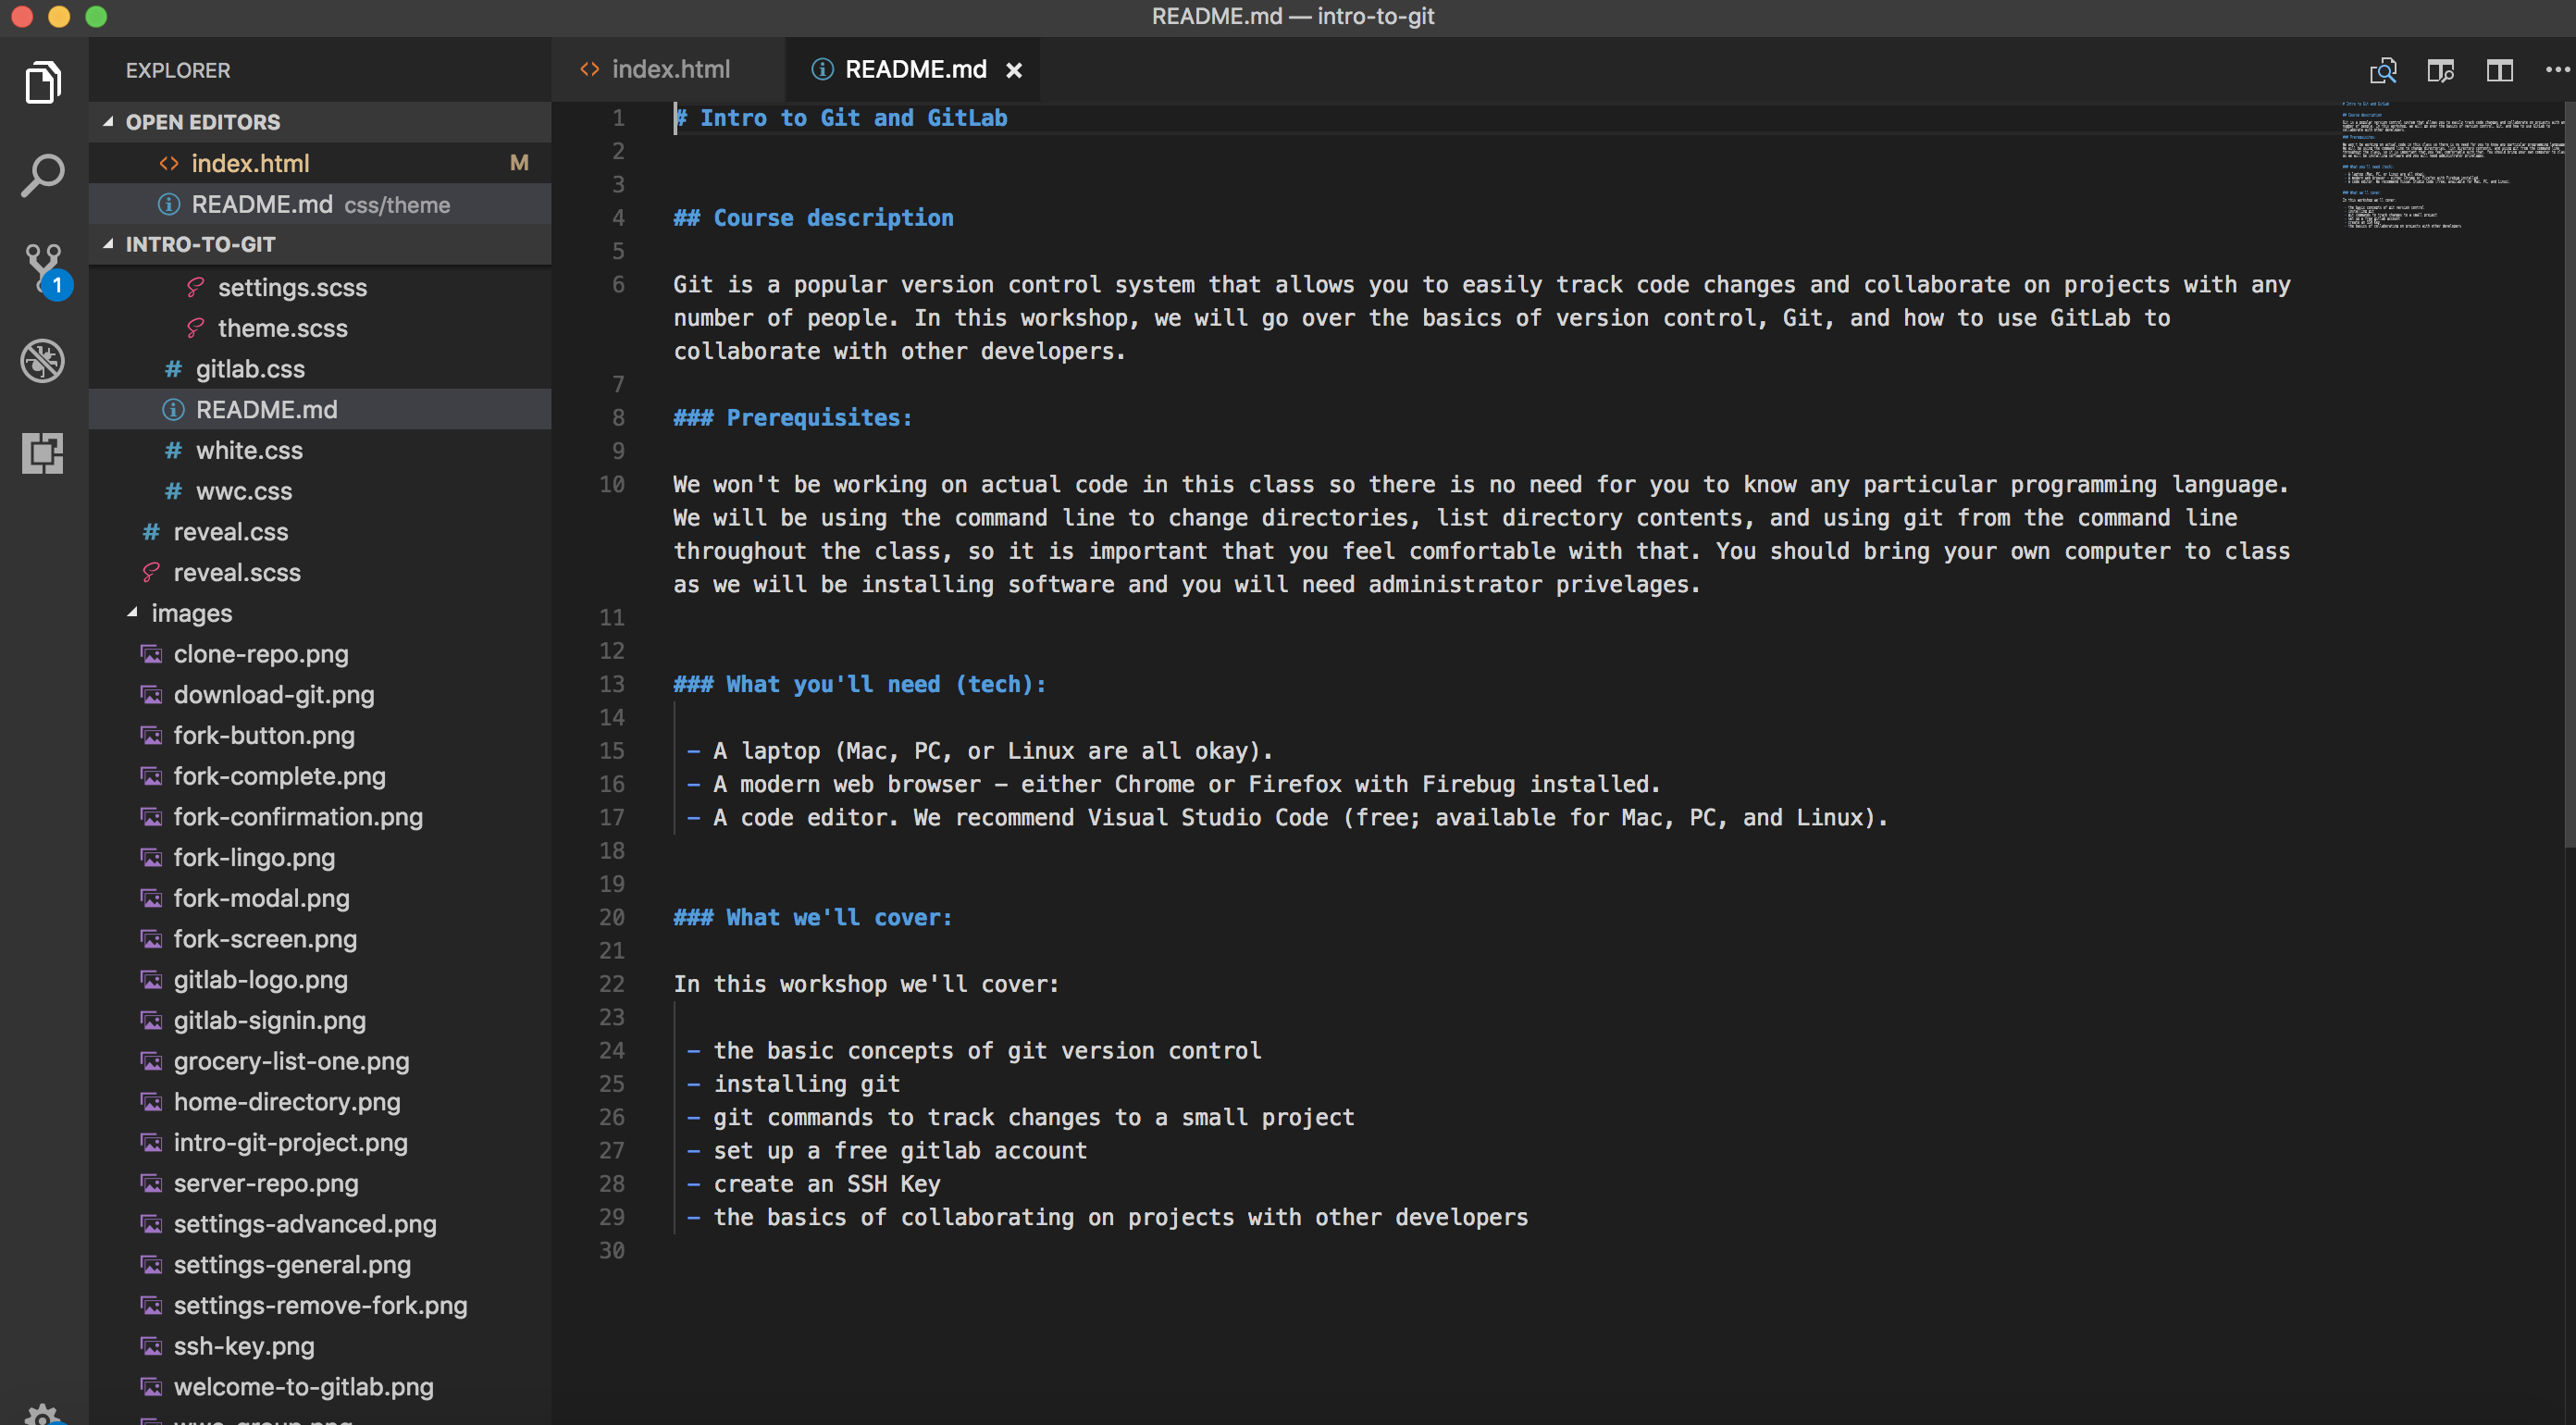 README.md — intro-to-git
EXPLORER
OPEN EDITORS
index.html M
README.md css/theme
INTRO-TO-GIT
1
settings.scss
theme.scss
# gitlab.css
README.md
# white.css
# wwc.css
# reveal.css
reveal.scss
images
clone-repo.png
download-git.png
fork-button.png
fork-complete.png
fork-confirmation.png
fork-lingo.png
fork-modal.png
fork-screen.png
gitlab-logo.png
gitlab-signin.png
grocery-list-one.png
home-directory.png
intro-git-project.png
server-repo.png
settings-advanced.png
settings-general.png
settings-remove-fork.png
ssh-key.png
welcome-to-gitlab.png
<> index.html
README.md ×
1 # Intro to Git and GitLab
2
3
4 ## Course description
5
6 Git is a popular version control system that allows you to easily track code changes and collaborate on projects with any
number of people. In this workshop, we will go over the basics of version control, Git, and how to use GitLab to
collaborate with other developers.
7
8 ### Prerequisites:
9
10 We won't be working on actual code in this class so there is no need for you to know any particular programming language.
We will be using the command line to change directories, list directory contents, and using git from the command line
throughout the class, so it is important that you feel comfortable with that. You should bring your own computer to class
as we will be installing software and you will need administrator privelages.
11
12
13 ### What you'll need (tech):
14
15 - A laptop (Mac, PC, or Linux are all okay).
16 - A modern web browser - either Chrome or Firefox with Firebug installed.
17 - A code editor. We recommend Visual Studio Code (free; available for Mac, PC, and Linux).
18
19
20 ### What we'll cover:
21
22 In this workshop we'll cover:
23
24 - the basic concepts of git version control
25 - installing git
26 - git commands to track changes to a small project
27 - set up a free gitlab account
28 - create an SSH Key
29 - the basics of collaborating on projects with other developers
30